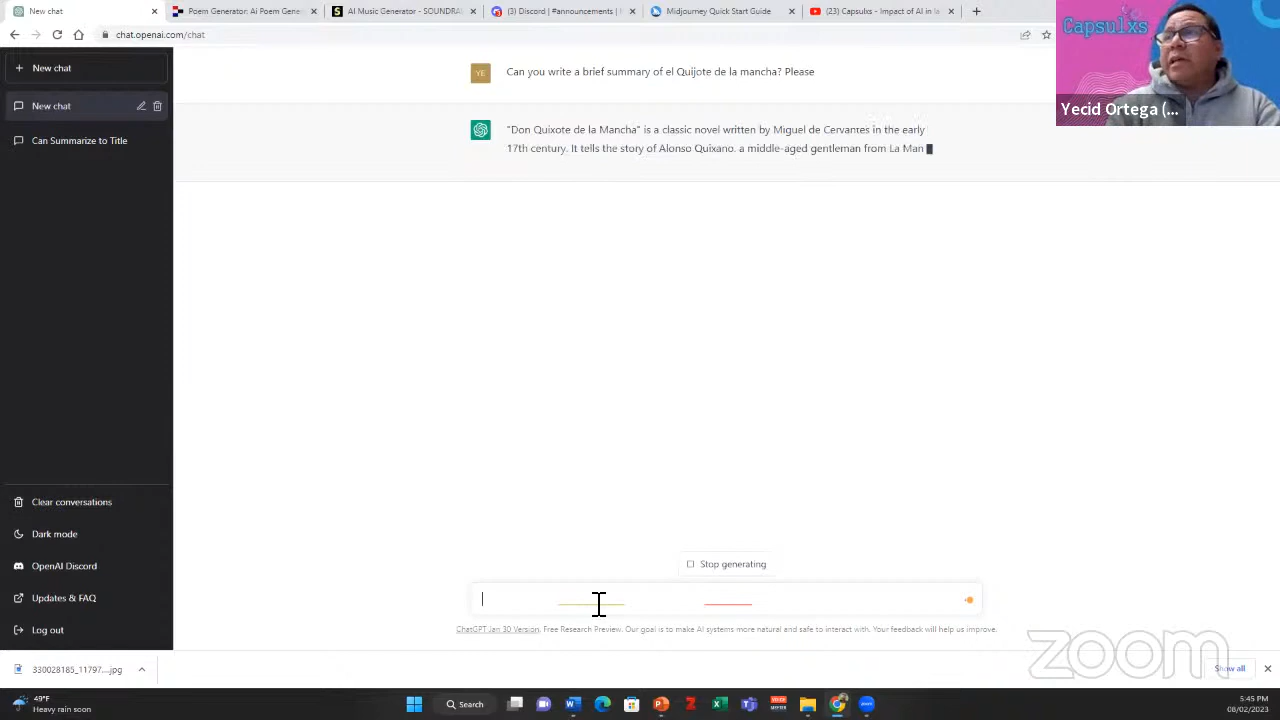 New chat
Poem Generator: Ai Poem Gene
AI Music Generator - SOUNDRAW
(3) Discord | #announcements |
Midjourney Quick Start Guide
(23) Capsulxs - Impact of AI in la
chat.openai.com/chat
Capsulxs
Yecid Ortega (...
New chat
New chat
Can Summarize to Title
YE
Can you write a brief summary of el Quijote de la mancha? Please
"Don Quixote de la Mancha" is a classic novel written by Miguel de Cervantes in the early
17th century. It tells the story of Alonso Quixano, a middle-aged gentleman from La Man
Clear conversations
Dark mode
OpenAI Discord
Updates & FAQ
Log out
Stop generating
ChatGPT Jan 30 Version. Free Research Preview. Our goal is to make AI systems more natural and safe to interact with. Your feedback will help us improve.
330028185_11797....jpg
zoom
Show all
49°F
Heavy rain soon
Search
5:45 PM
08/02/2023